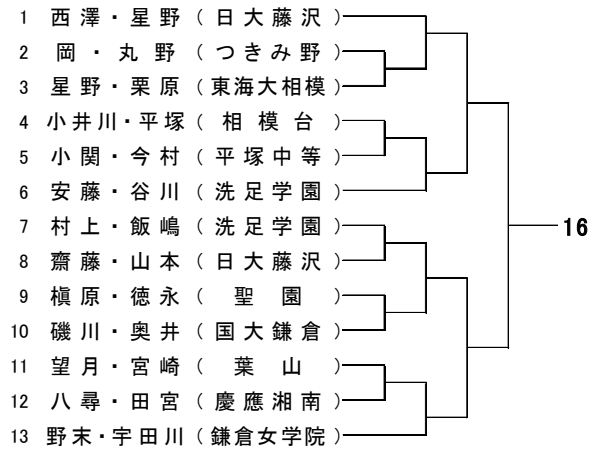 1 西澤・星野 ( 日大藤沢 )
2 岡・丸野 ( つきみ野 )
3 星野・栗原 ( 東海大相模 )
4 小井川・平塚 ( 相模台 )
5 小関・今村 ( 平塚中等 )
6 安藤・谷川 ( 洗足学園 )
7 村上・飯嶋 ( 洗足学園 )
8 齋藤・山本 ( 日大藤沢 )
9 槇原・徳永 ( 聖園 )
10 磯川・奥井 ( 国大鎌倉 )
11 望月・宮崎 ( 葉山 )
12 八尋・田宮 ( 慶應湘南 )
13 野末・宇田川 ( 鎌倉女学院 )
16